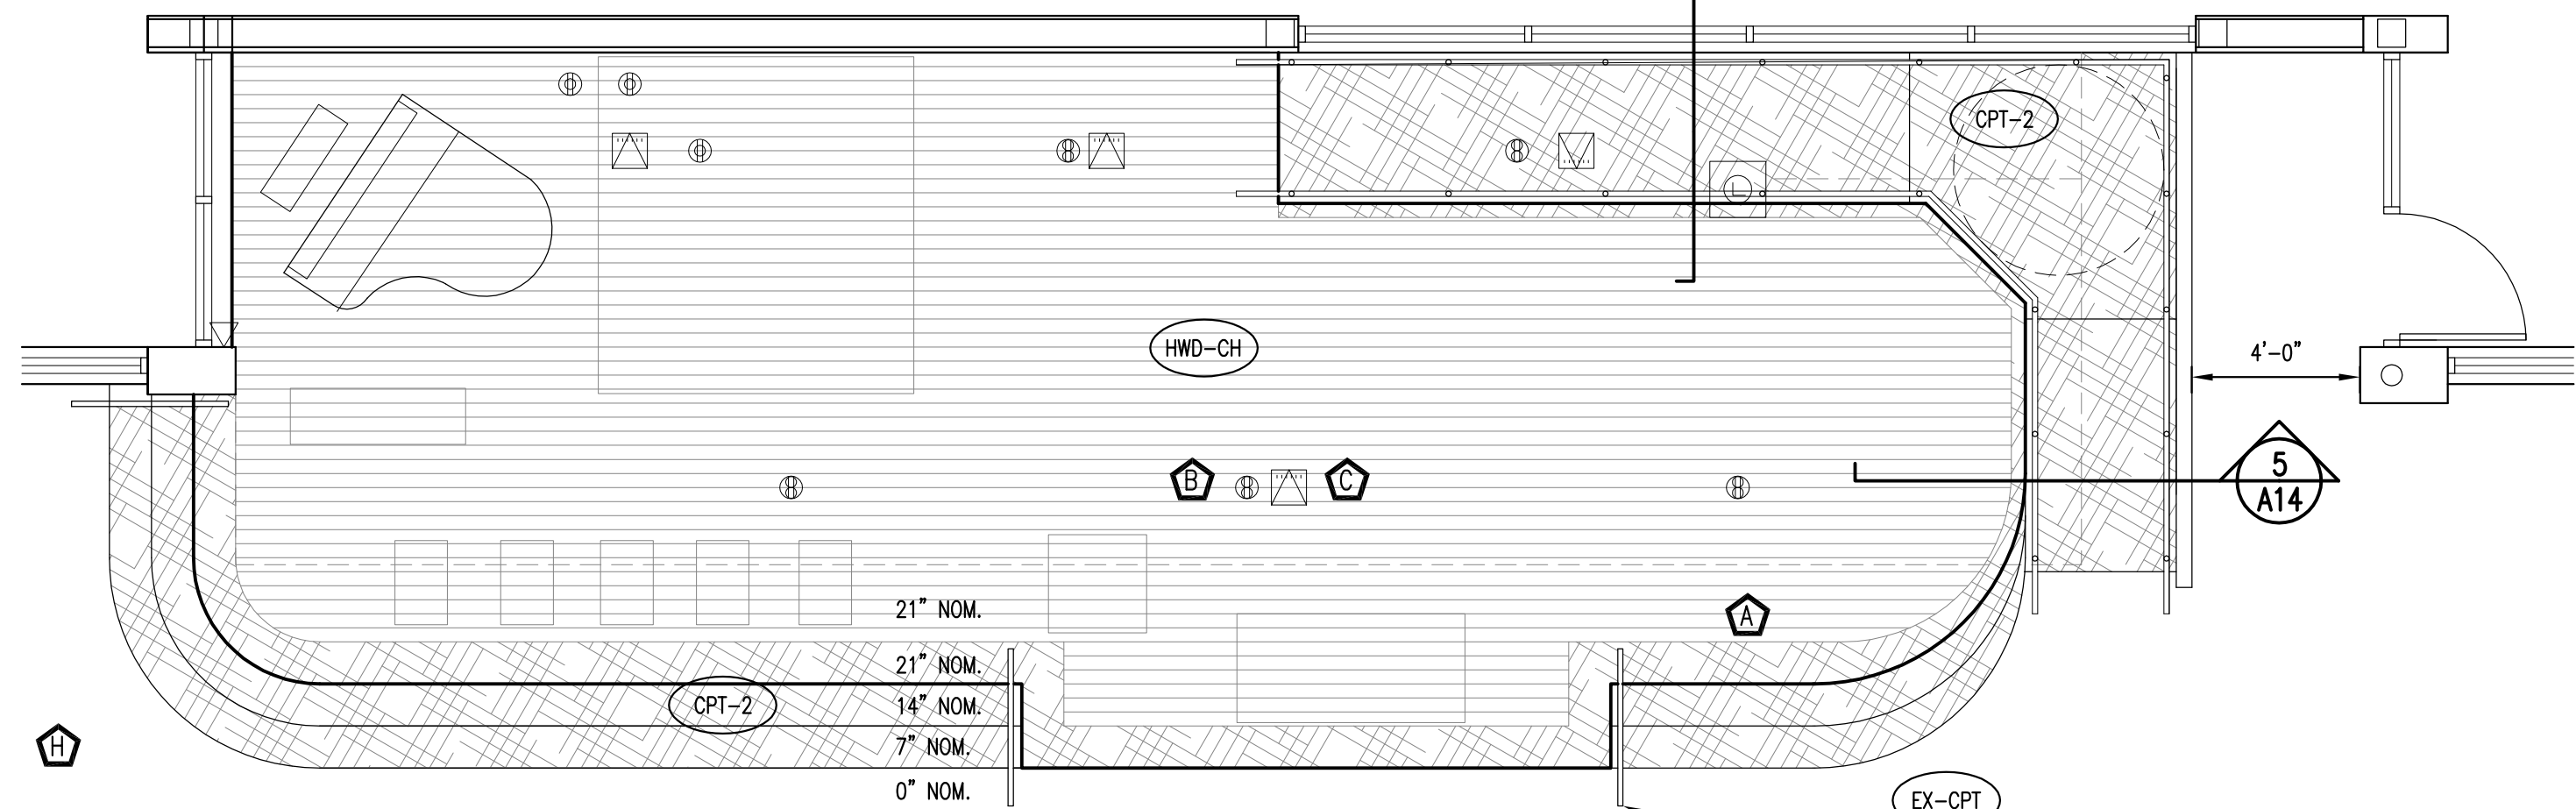 CPT-2
HWD-CH
4'-0"
B
C
5
A14
A
21" NOM.
21" NOM.
CPT-2
14" NOM.
H
7" NOM.
0" NOM.
EX-CPT